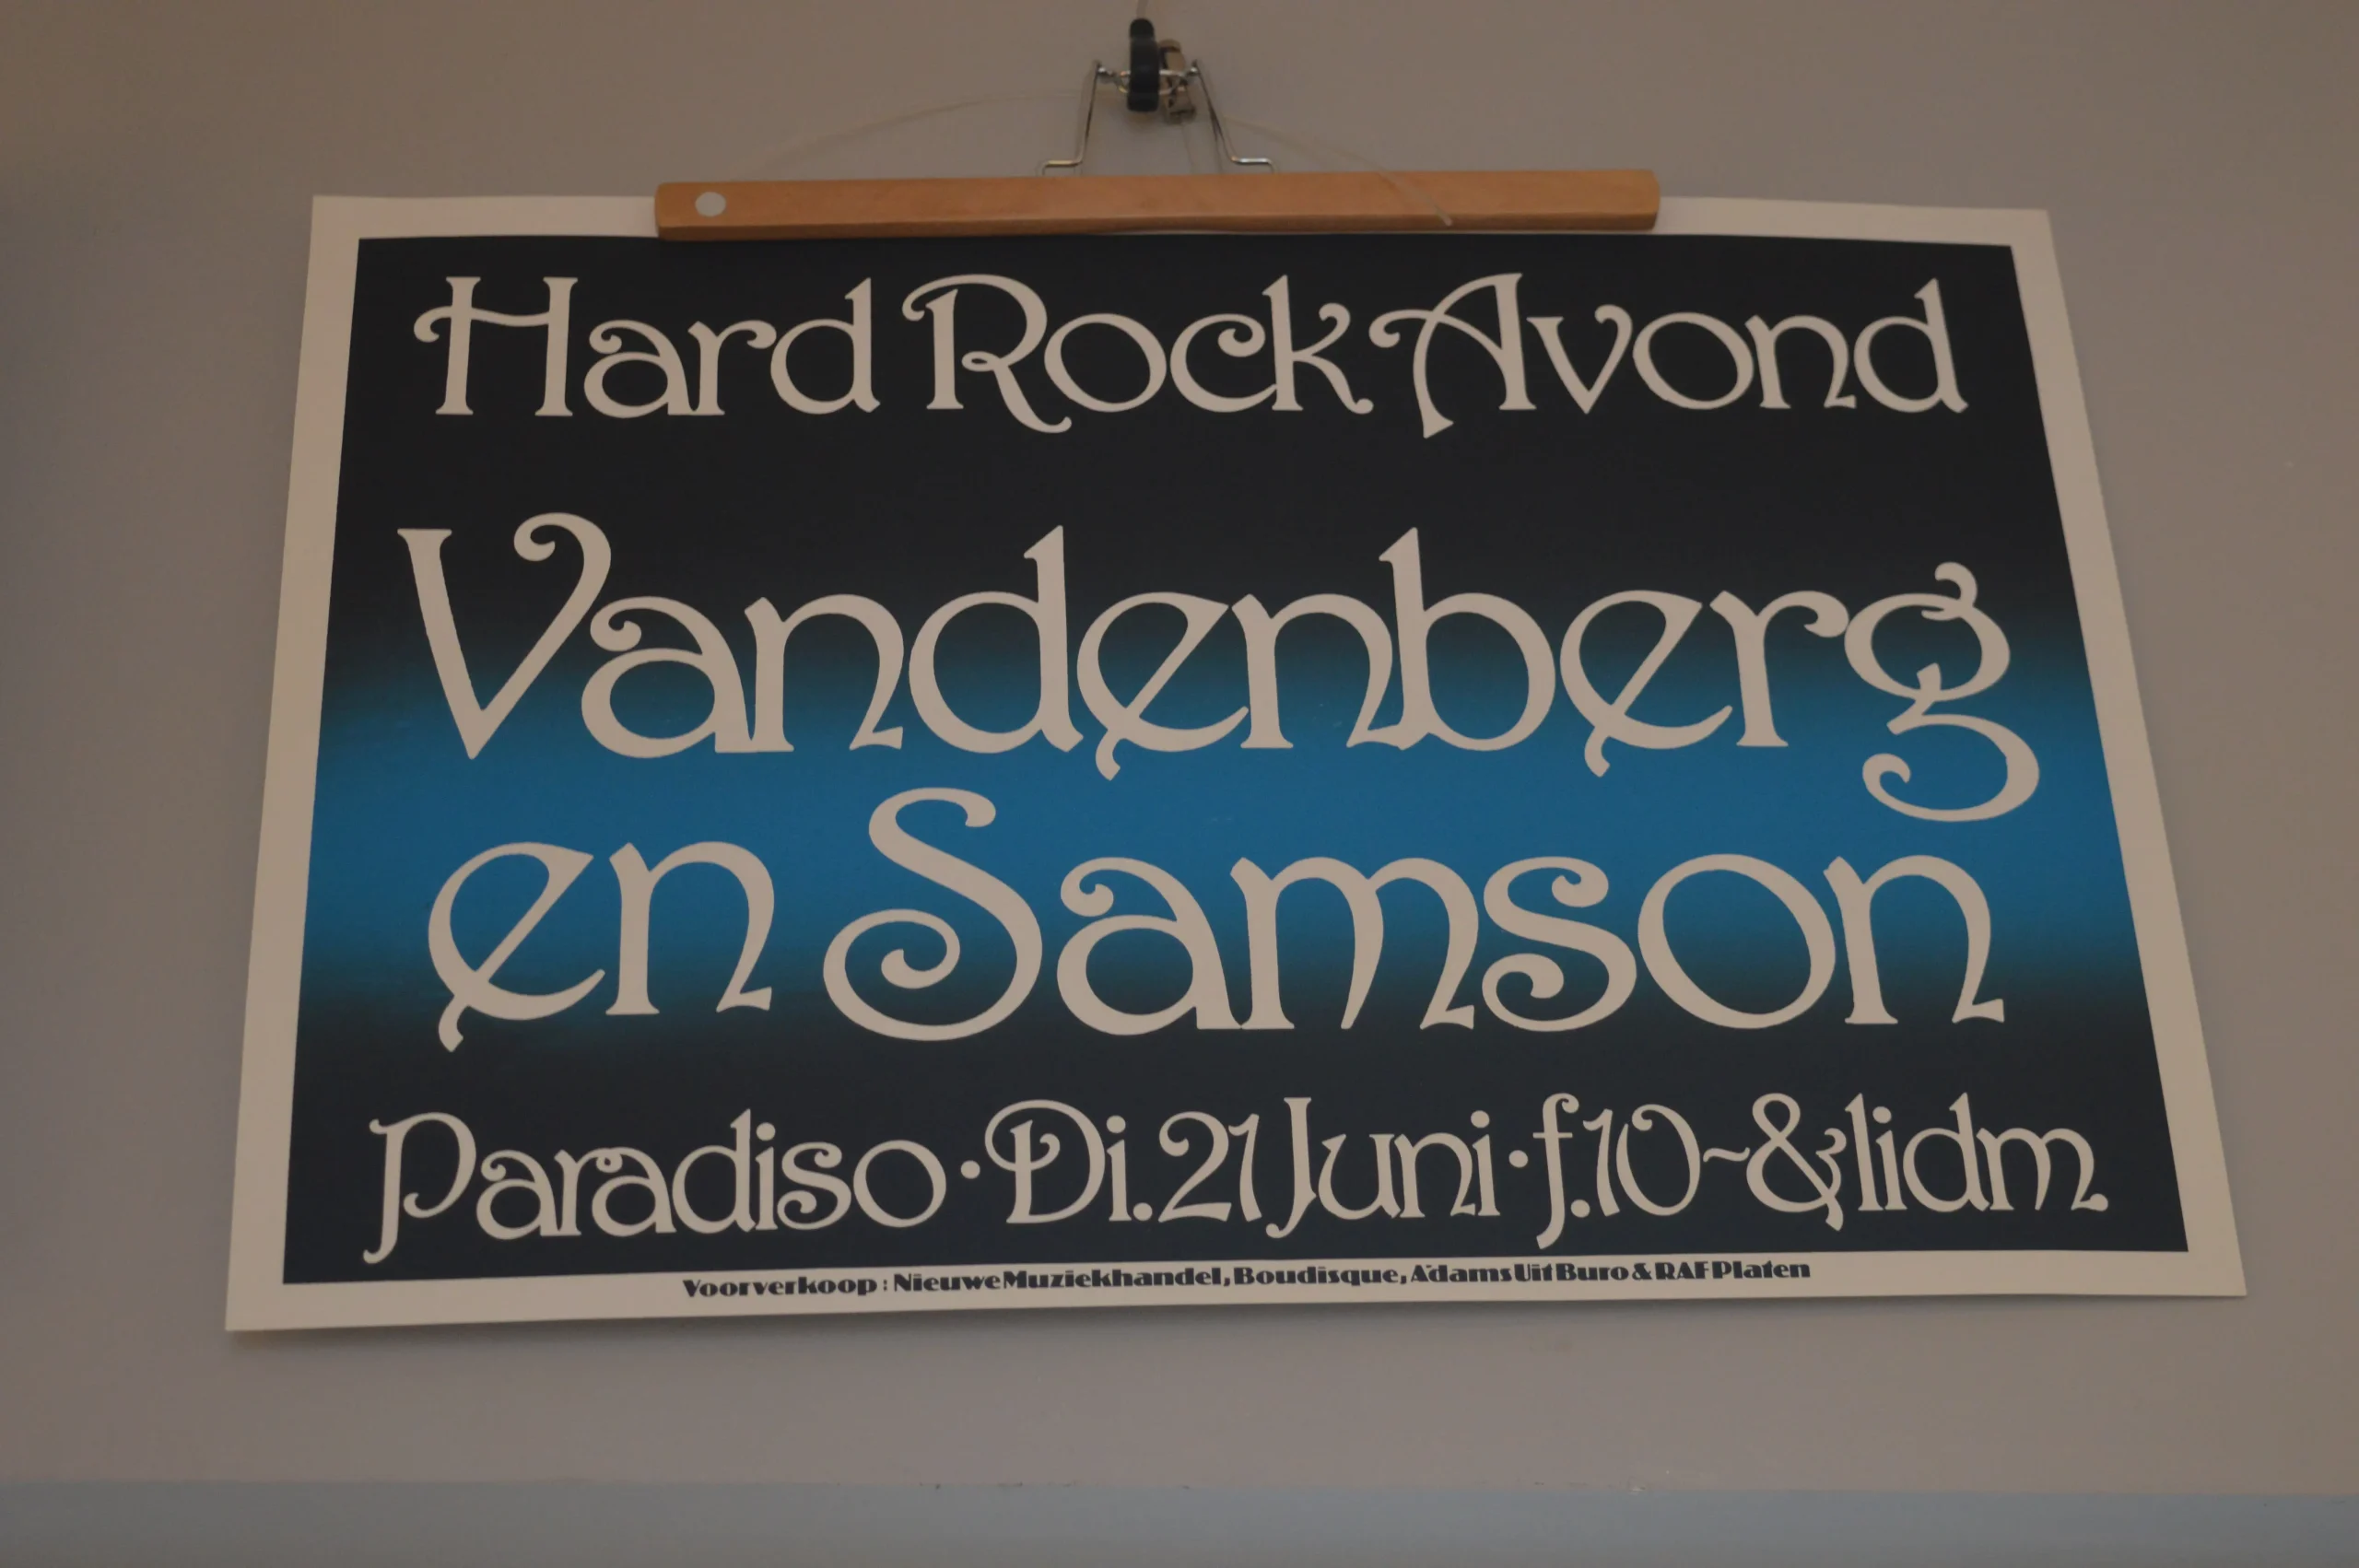 Hard Rock Avond
Vandenberg
en Samson
Paradiso · Di. 21 Juni · f. 10~ & lidm.
Voorverkoop : Nieuwe Muziekhandel, Boudisque, A'dams Uit Buro & RAF Platen